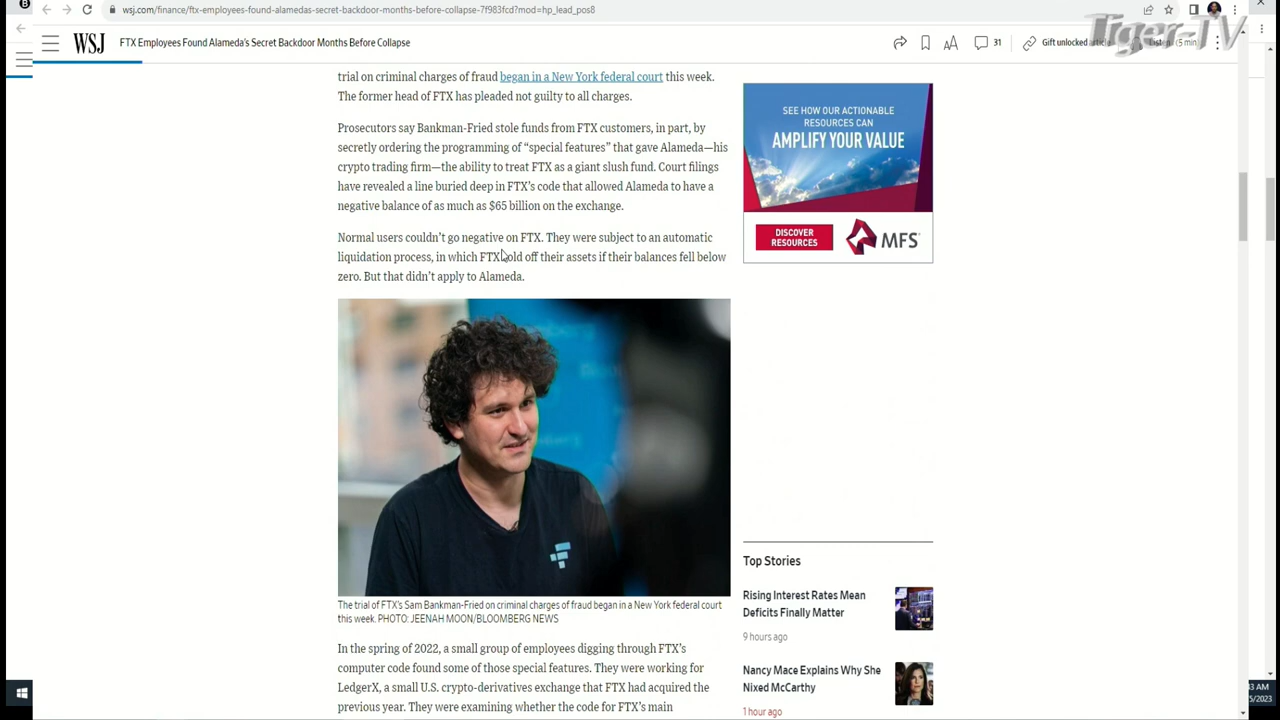 wsj.com/finance/ftx-employees-found-alamedas-secret-backdoor-months-before-collapse-7f983fcd?mod=hp_lead_pos8
Tiger-TV
WSJ
FTX Employees Found Alameda's Secret Backdoor Months Before Collapse
31
Gift unlocked article
Listen (5 min)
trial on criminal charges of fraud began in a New York federal court this week.
The former head of FTX has pleaded not guilty to all charges.
Prosecutors say Bankman-Fried stole funds from FTX customers, in part, by
secretly ordering the programming of “special features” that gave Alameda—his
crypto trading firm—the ability to treat FTX as a giant slush fund. Court filings
have revealed a line buried deep in FTX's code that allowed Alameda to have a
negative balance of as much as $65 billion on the exchange.
Normal users couldn't go negative on FTX. They were subject to an automatic
liquidation process, in which FTX sold off their assets if their balances fell below
zero. But that didn't apply to Alameda.
The trial of FTX's Sam Bankman-Fried on criminal charges of fraud began in a New York federal court
this week. PHOTO: JEENAH MOON/BLOOMBERG NEWS
In the spring of 2022, a small group of employees digging through FTX's
computer code found some of those special features. They were working for
LedgerX, a small U.S. crypto-derivatives exchange that FTX had acquired the
previous year. They were examining whether the code for FTX's main
SEE HOW OUR ACTIONABLE
RESOURCES CAN
AMPLIFY YOUR VALUE
DISCOVER
RESOURCES
MFS
Top Stories
Rising Interest Rates Mean
Deficits Finally Matter
9 hours ago
Nancy Mace Explains Why She
Nixed McCarthy
1 hour ago
AM
/2023